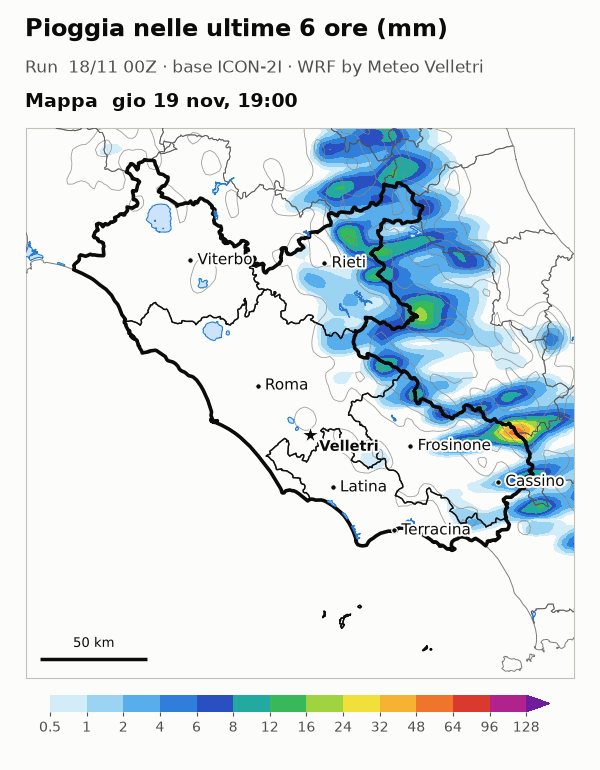 Pioggia nelle ultime 6 ore (mm)
Run  18/11 00Z · base ICON-2I · WRF by Meteo Velletri
Mappa  gio 19 nov, 19:00
Viterbo
Rieti
Roma
Velletri
Frosinone
Cassino
Latina
Terracina
50 km
0.5 1 2 4 6 8 12 16 24 32 48 64 96 128